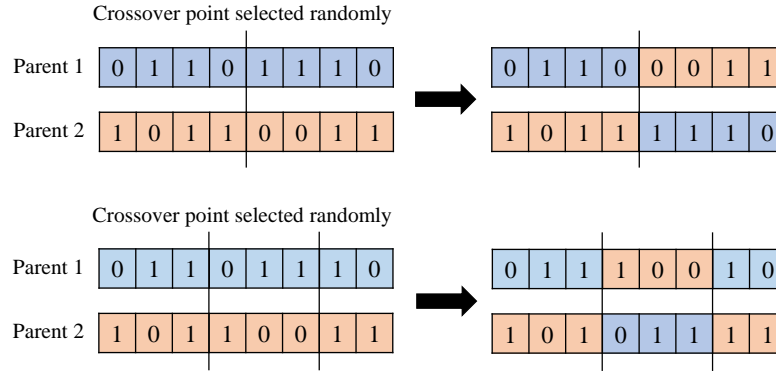 Crossover point selected randomly
Parent 1 0 1 1 0 1 1 1 0 0 1 1 0 0 0 1 1
Parent 2 1 0 1 1 0 0 1 1 1 0 1 1 1 1 1 0
Crossover point selected randomly
Parent 1 0 1 1 0 1 1 1 0 0 1 1 1 0 0 1 0
Parent 2 1 0 1 1 0 0 1 1 1 0 1 0 1 1 1 1